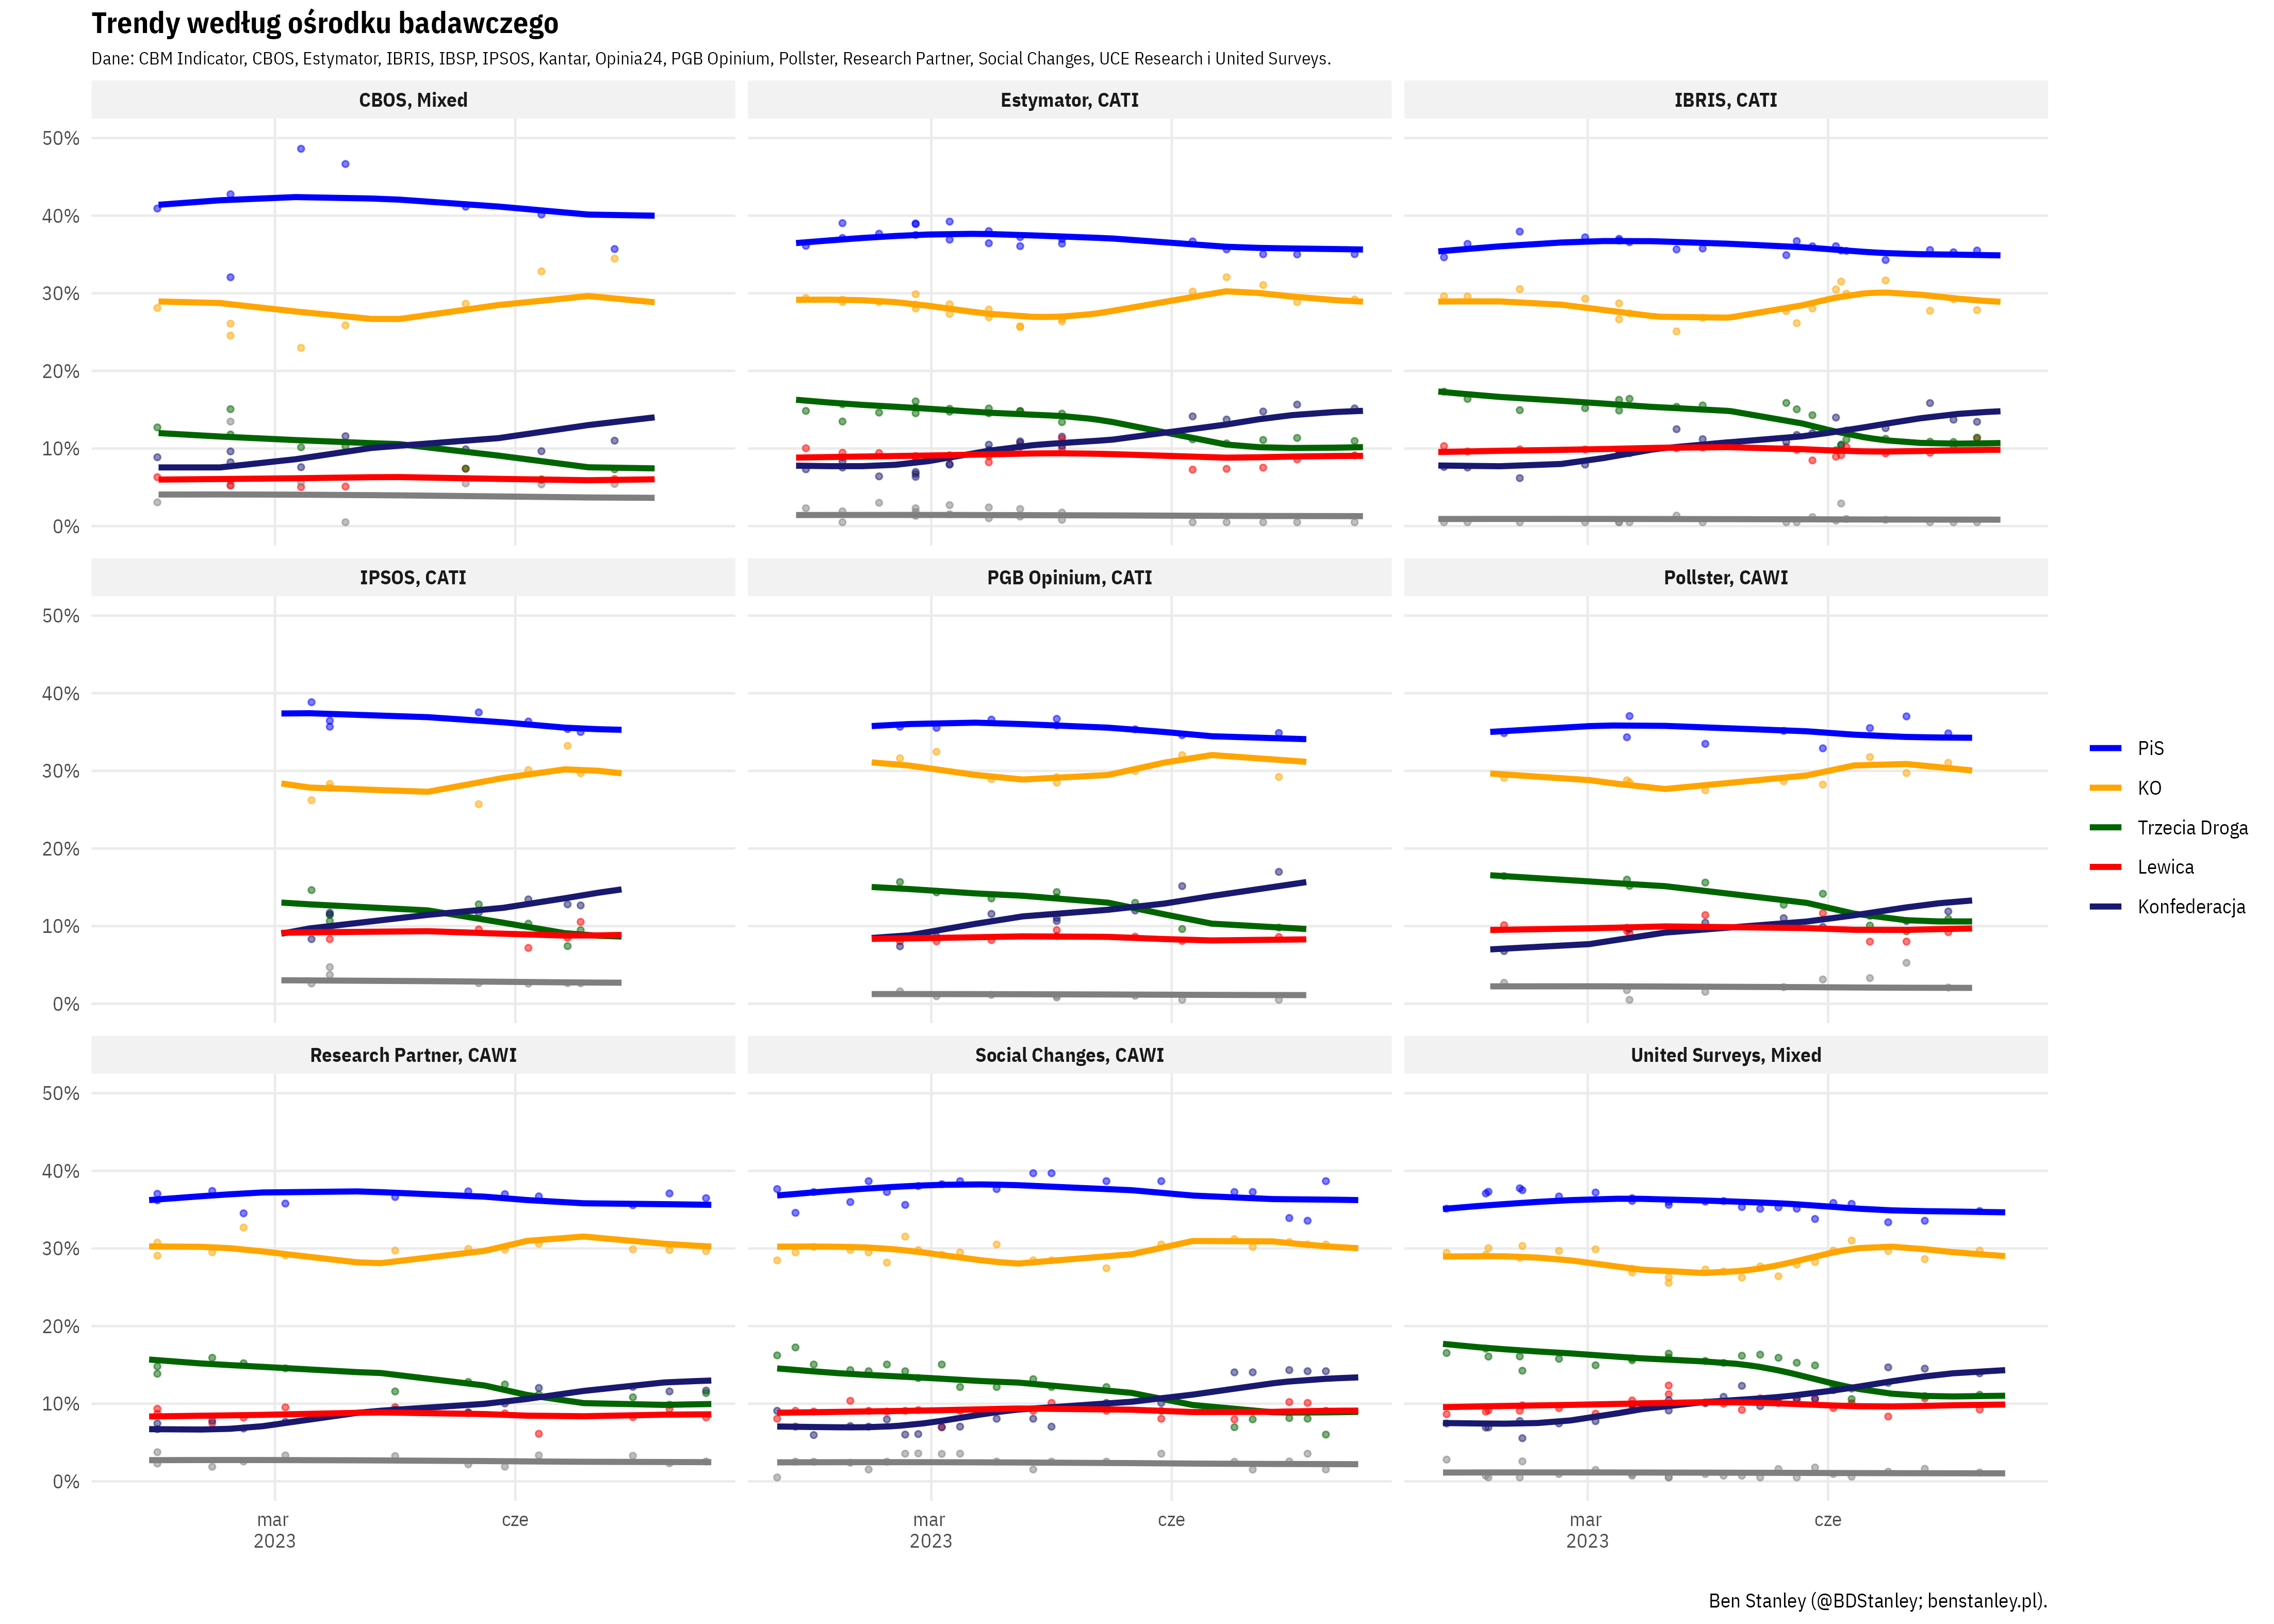 Trendy według ośrodku badawczego
Dane: CBM Indicator, CBOS, Estymator, IBRIS, IBSP, IPSOS, Kantar, Opinia24, PGB Opinium, Pollster, Research Partner, Social Changes, UCE Research i United Surveys.
CBOS, Mixed
Estymator, CATI
IBRIS, CATI
50%
40%
30%
20%
10%
0%
IPSOS, CATI
PGB Opinium, CATI
Pollster, CAWI
50%
40%
30%
20%
10%
0%
PiS
KO
Trzecia Droga
Lewica
Konfederacja
Research Partner, CAWI
Social Changes, CAWI
United Surveys, Mixed
50%
40%
30%
20%
10%
0%
mar
2023
cze
mar
2023
cze
mar
2023
cze
Ben Stanley (@BDStanley; benstanley.pl).